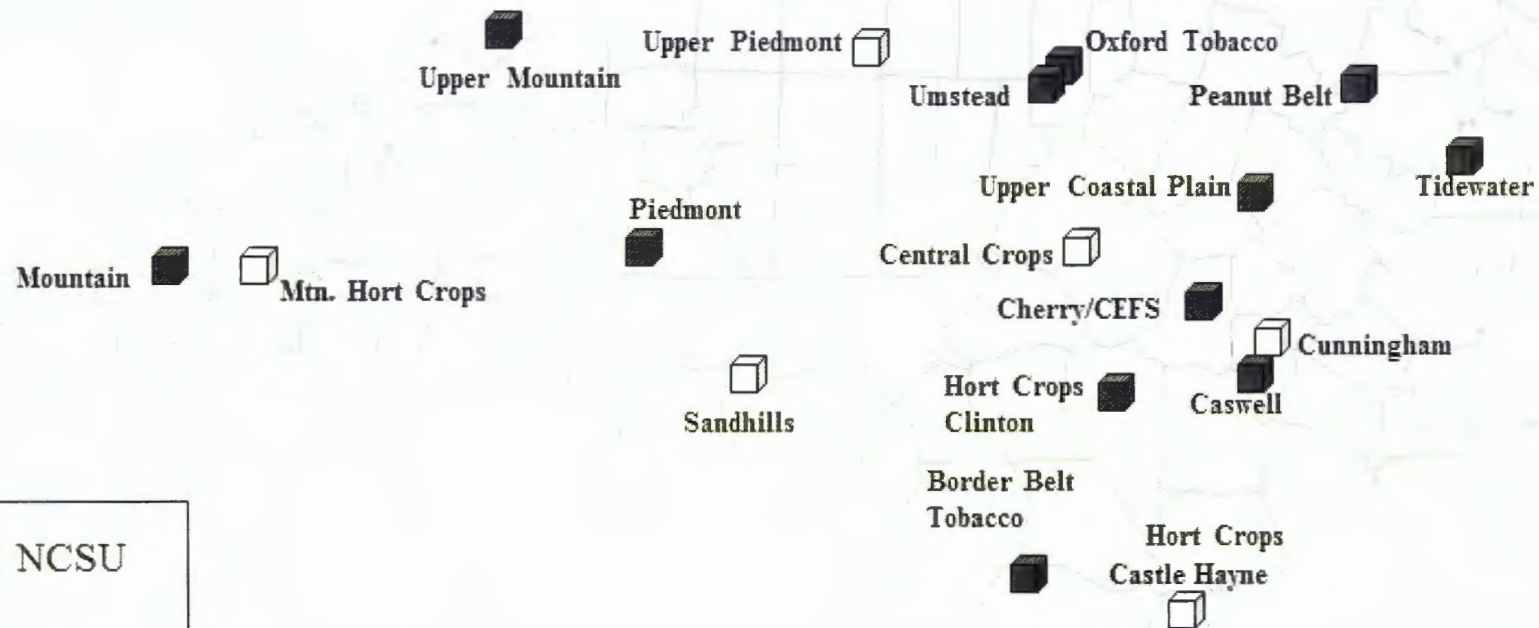 Upper Mountain
Upper Piedmont
Oxford Tobacco
Umstead
Peanut Belt
Tidewater
Upper Coastal Plain
Piedmont
Central Crops
Mountain
Mtn. Hort Crops
Cherry/CEFS
Cunningham
Sandhills
Hort Crops
Clinton
Caswell
Border Belt
Tobacco
Hort Crops
Castle Hayne
NCSU